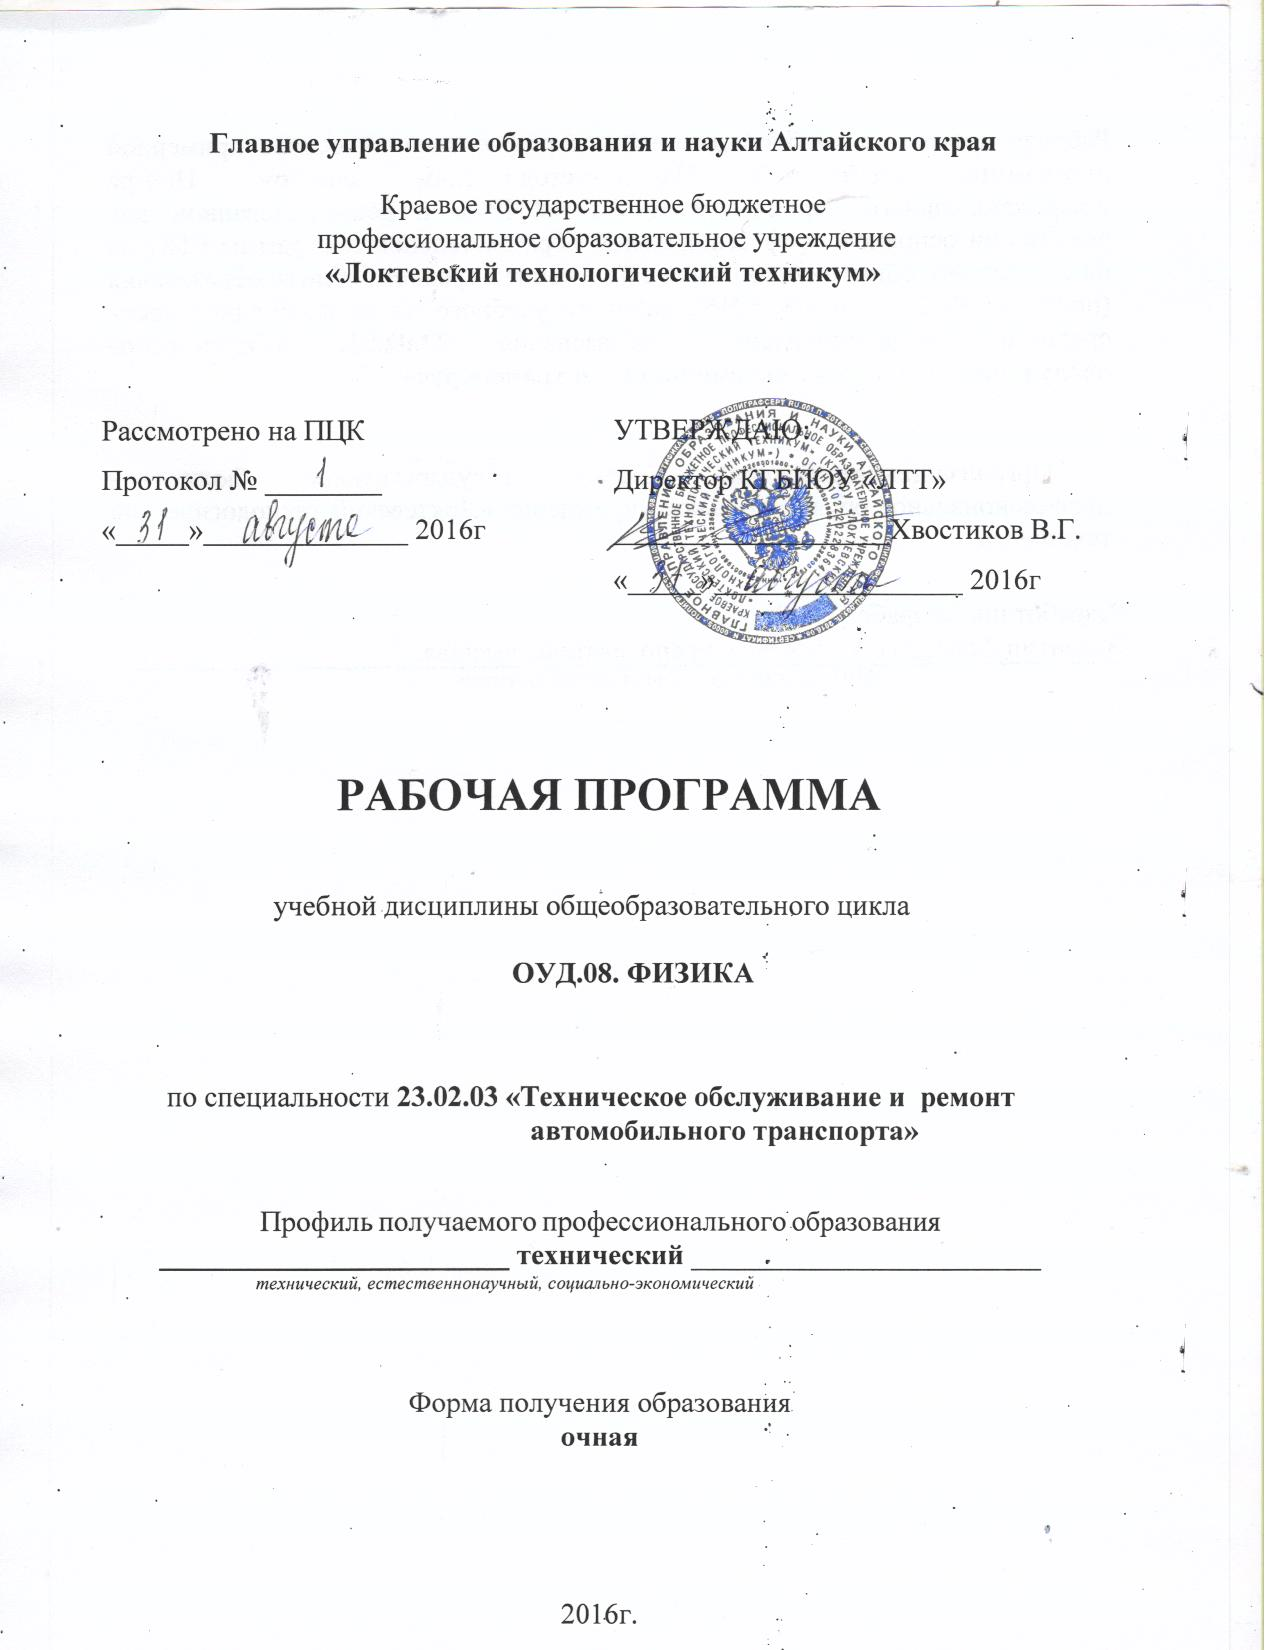 Главное управление образования и науки Алтайского края
Краевое государственное бюджетное
профессиональное образовательное учреждение
«Локтевский технологический техникум»
Рассмотрено на ПЦК
Протокол № 1
«31» августа 2016г
УТВЕРЖДАЮ:
Директор КГБПОУ «ЛТТ»
Хвостиков В.Г.
«31» августа 2016г
РАБОЧАЯ ПРОГРАММА
учебной дисциплины общеобразовательного цикла
ОУД.08. ФИЗИКА
по специальности 23.02.03 «Техническое обслуживание и ремонт
автомобильного транспорта»
Профиль получаемого профессионального образования
технический
технический, естественнонаучный, социально-экономический
Форма получения образования
очная
2016г.